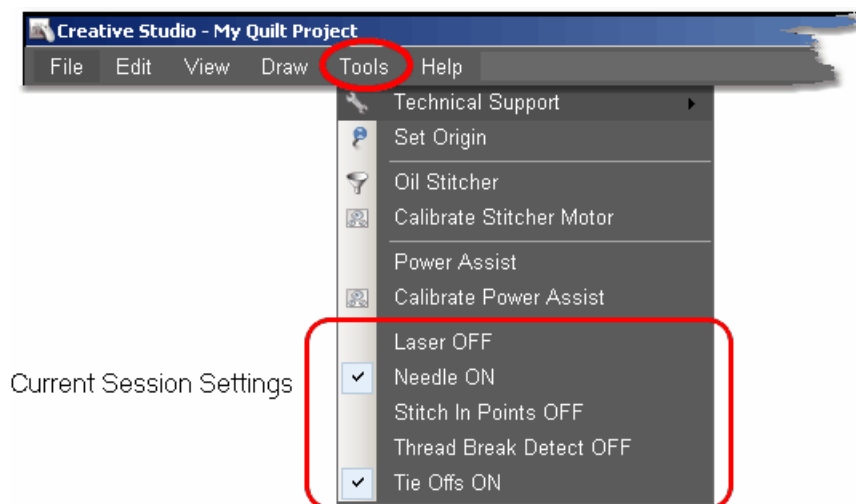 Creative Studio - My Quilt Project
File Edit View Draw Tools Help
Technical Support
Set Origin
Oil Stitcher
Calibrate Stitcher Motor
Power Assist
Calibrate Power Assist
Laser OFF
Current Session Settings
Needle ON
Stitch In Points OFF
Thread Break Detect OFF
Tie Offs ON